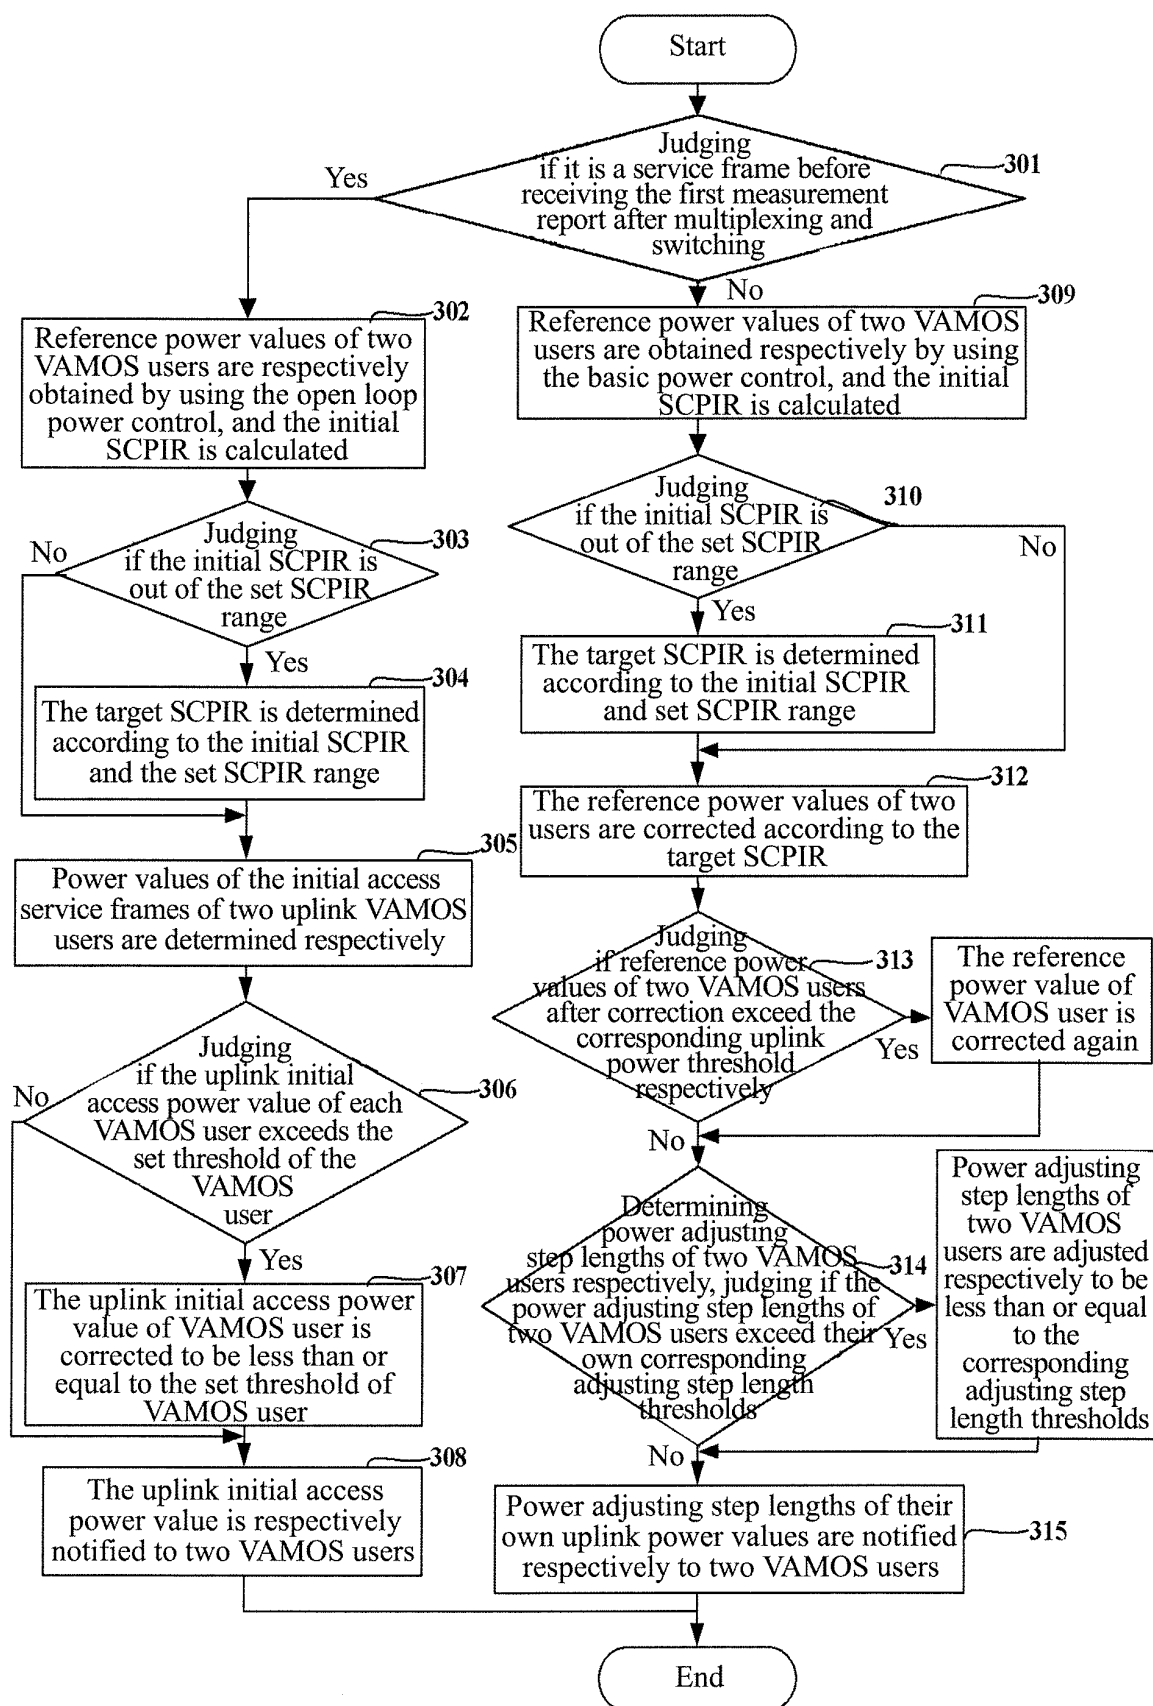 Start
Judging
if it is a service frame before
receiving the first measurement
report after multiplexing and
switching
301
Yes
No
302
Reference power values of two
VAMOS users are respectively
obtained by using the open loop
power control, and the initial
SCPIR is calculated
303
Judging
if the initial SCPIR is
out of the set SCPIR
range
No
Yes
304
The target SCPIR is determined
according to the initial SCPIR
and the set SCPIR range
305
Power values of the initial access
service frames of two uplink VAMOS
users are determined respectively
Judging
if the uplink initial
access power value of each
VAMOS user exceeds the
set threshold of the
VAMOS
user
306
No
Yes
307
The uplink initial access power
value of VAMOS user is
corrected to be less than or
equal to the set threshold of
VAMOS user
308
The uplink initial access
power value is respectively
notified to two VAMOS users
309
Reference power values of two VAMOS
users are obtained respectively by using
the basic power control, and the initial
SCPIR is calculated
310
Judging
if the initial SCPIR is
out of the set SCPIR
range
No
Yes
311
The target SCPIR is determined
according to the initial SCPIR
and set SCPIR range
312
The reference power values of two
users are corrected according to the
target SCPIR
Judging
if reference power
values of two VAMOS users
after correction exceed the
corresponding uplink
power threshold
respectively
313
Yes
No
The reference
power value of
VAMOS user is
corrected again
Determining
power adjusting
step lengths of two VAMOS
users respectively, judging if the
power adjusting step lengths of
two VAMOS users exceed their
own corresponding
adjusting step length
thresholds
314
Yes
No
Power adjusting
step lengths of
two VAMOS
users are adjusted
respectively to be
less than or equal
to the
corresponding
adjusting step
length thresholds
Power adjusting step lengths of their
own uplink power values are notified
respectively to two VAMOS users
315
End